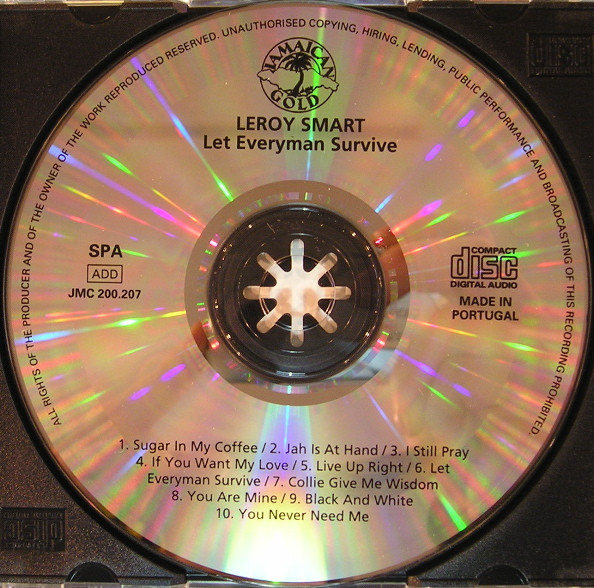 ALL RIGHTS OF THE PRODUCER AND OF THE OWNER OF THE WORK REPRODUCED RESERVED. UNAUTHORISED COPYING, HIRING, LENDING, PUBLIC PERFORMANCE AND BROADCASTING OF THIS RECORDING PROHIBITED.
JAMAICAN
GOLD
LEROY SMART
Let Everyman Survive
SPA
ADD
JMC 200.207
COMPACT
disc
DIGITAL AUDIO
MADE IN
PORTUGAL
1. Sugar In My Coffee / 2. Jah Is At Hand / 3. I Still Pray
4. If You Want My Love / 5. Live Up Right / 6. Let
Everyman Survive / 7. Collie Give Me Wisdom
8. You Are Mine / 9. Black And White
10. You Never Need Me